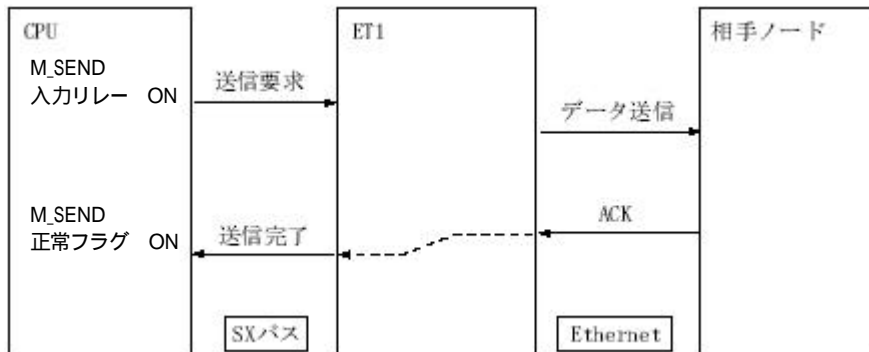 CPU
ET1
相手ノード
M_SEND
入力リレー ON
送信要求
データ送信
M_SEND
正常フラグ ON
送信完了
ACK
SXバス
Ethernet